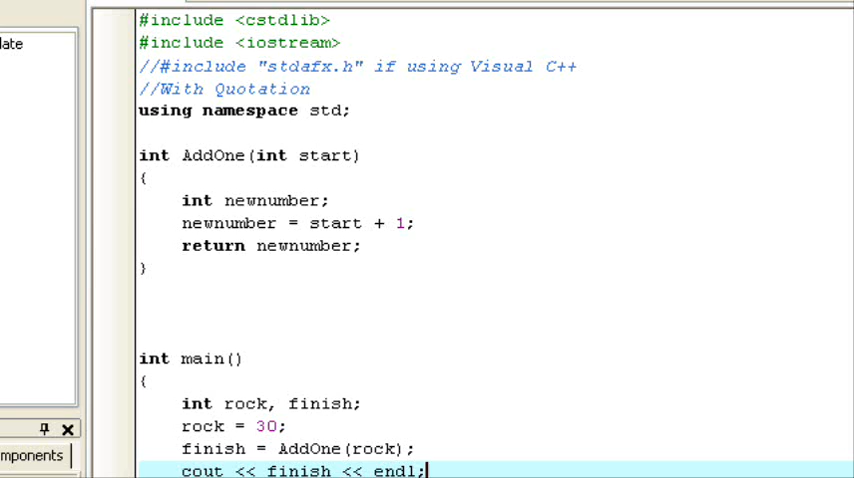 #include <cstdlib>
late
#include <iostream>
//#include "stdafx.h" if using Visual C++
//With Quotation
using namespace std;
int AddOne(int start)
{
    int newnumber;
    newnumber = start + 1;
    return newnumber;
}
int main()
{
    int rock, finish;
    rock = 30;
    finish = AddOne(rock);
mponents
    cout << finish << endl;